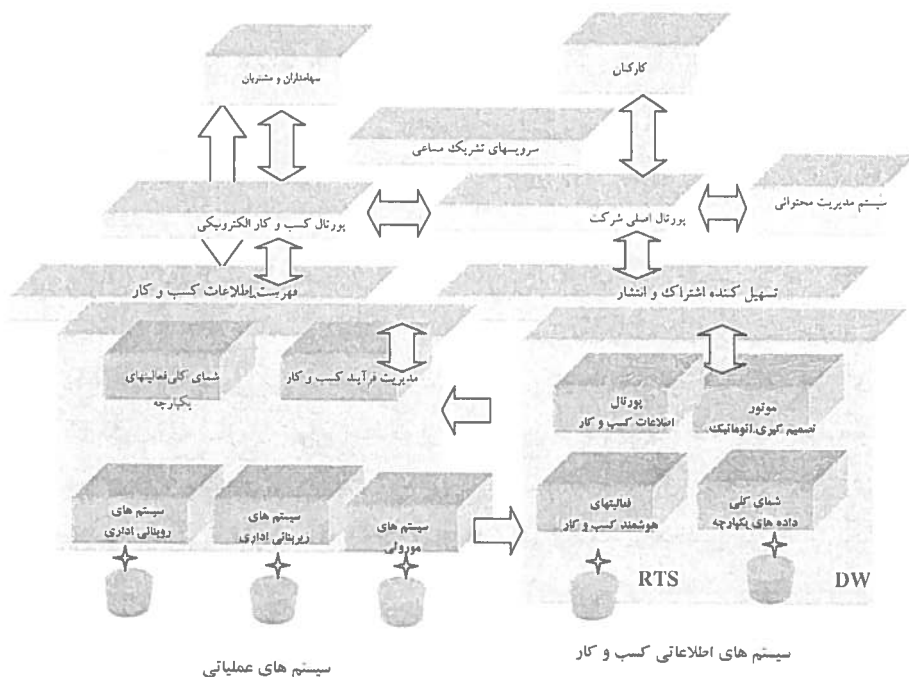 کارکنان
سهامداران و مشتریان
سرویسهای تشریک مساعی
سیستم مدیریت محتوائی
پورتال اصلی شرکت
پورتال کسب و کار الکترونیکی
تسهیل کننده اشتراک و انتشار
فهرست اطلاعات کسب و کار
موتور
تصمیم گیری اتوماتیک
پورتال
اطلاعات کسب و کار
مدیریت فرآیند کسب و کار
شمای کلی فعالیتهای
یکپارچه
شمای کلی
داده های یکپارچه
فعالیتهای
هوشمند کسب و کار
سیستم های
موروثی
سیستم های
زیربنائی اداری
سیستم های
روبنائی اداری
RTS
DW
سیستم های اطلاعاتی کسب و کار
سیستم های عملیاتی